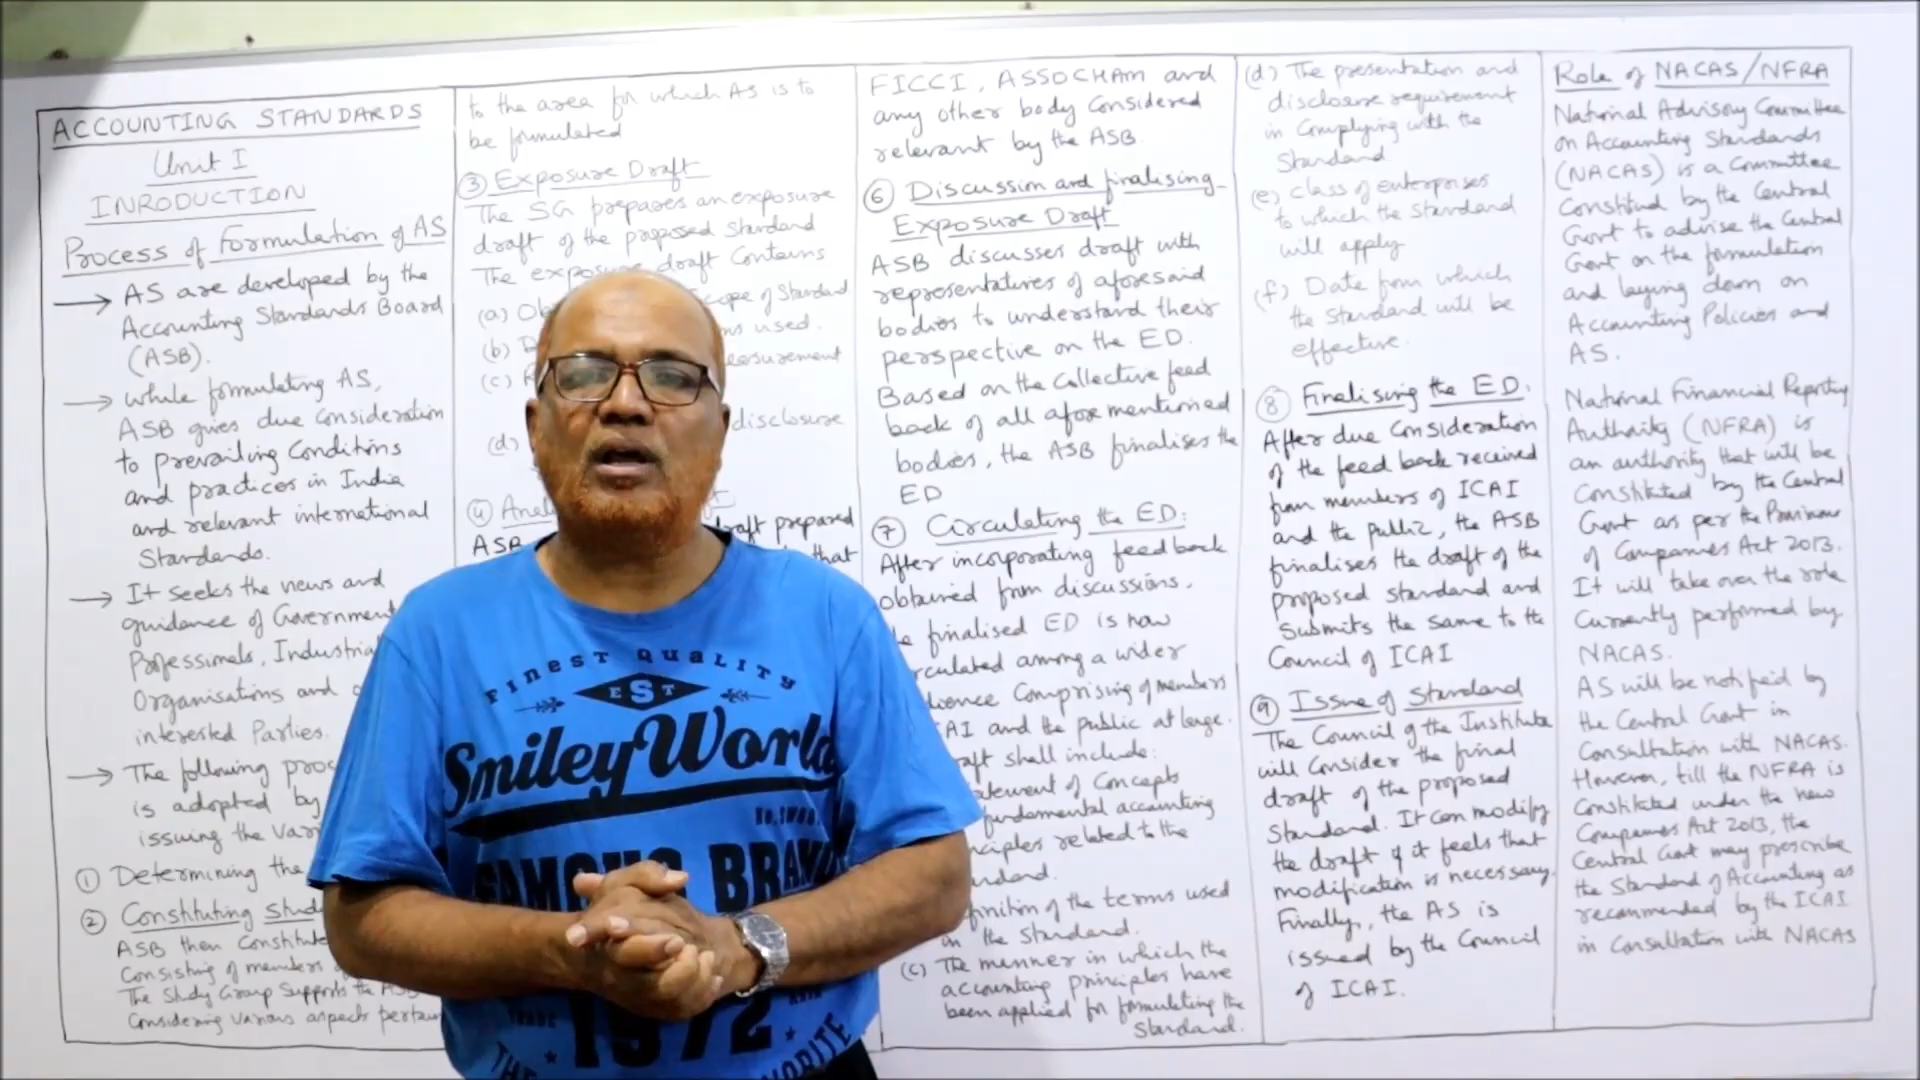 ACCOUNTING STANDARDS
Unit I
INRODUCTION
Process of Formulation of AS
→ AS are developed by the
Accounting Standards Board
(ASB).
→ While formulating AS,
ASB gives due consideration
to prevailing Conditions
and practices in India
and relevant international
Standards.
→ It seeks the views and
guidance of Government
Professionals, Industrial
Organisations and
interested Parties.
→ The following
is adopted by
issuing the
① Determining the
② Constituting
ASB then
Consisting of members
The Study Group Supports the
Considering various aspects
to the area for which AS is to
be formulated
③ Exposure Draft
The SG prepares an exposure
draft of the proposed Standard
The exposure draft Contains
(a) of Standard
(b) used.
(c)
disclosure
(d)
④
ASB draft prepared
that
FICCI, ASSOCHAM and
any other body Considered
relevant by the ASB
⑥ Discussion and finalising
Exposure Draft
ASB discusses draft with
representatives of aforesaid
bodies to understand their
perspective on the ED.
Based on the Collective feed
back of all aforementioned
bodies, the ASB finalises the
ED
⑦ Circulating the ED:
After incorporating feedback
obtained from discussions,
finalised ED is now
among a wider
Comprising of members
and the public at large.
shall include:
of Concepts
fundamental accounting
related to the
of the terms used
in the Standard.
(c) The manner in which the
accounting principles have
been applied for formulating the
Standard.
(d) The presentation and
disclosure requirement
in Complying with the
Standard
(e) Class of enterprises
to which the Standard
will apply
(f) Date from which
the Standard will be
effective.
⑧ Finalising the ED:
After due Consideration
of the feed back received
from members of ICAI
and the public, the ASB
finalises the draft of the
proposed standard and
Submits the same to the
Council of ICAI
⑨ Issue of Standard
The Council of the Institute
will Consider the final
draft of the proposed
Standard. It can modify
the draft if it feels that
modification is necessary.
Finally, the AS is
issued by the Council
of ICAI.
Role of NACAS/NFRA
National Advisory Committee
on Accounting Standards
(NACAS) is a Committee
Constitued by the Central
Govt to advise the Central
Govt on the formulation
and laying down on
Accounting Policies and
AS.
National Financial Reporting
Authority (NFRA) is
an authority that will be
Constituted by the Central
Govt as per the Provisions
of Companies Act 2013.
It will take over the role
Currently performed by
NACAS.
AS will be notified by
the Central Govt in
Consultation with NACAS.
However, till the NFRA is
Constituted under the new
Companies Act 2013, the
Central Govt may prescribe
the Standard of Accounting as
recommended by the ICAI
in Consultation with NACAS
FINEST QUALITY
EST
Smiley World
FAMOUS BRAND
1972
THE